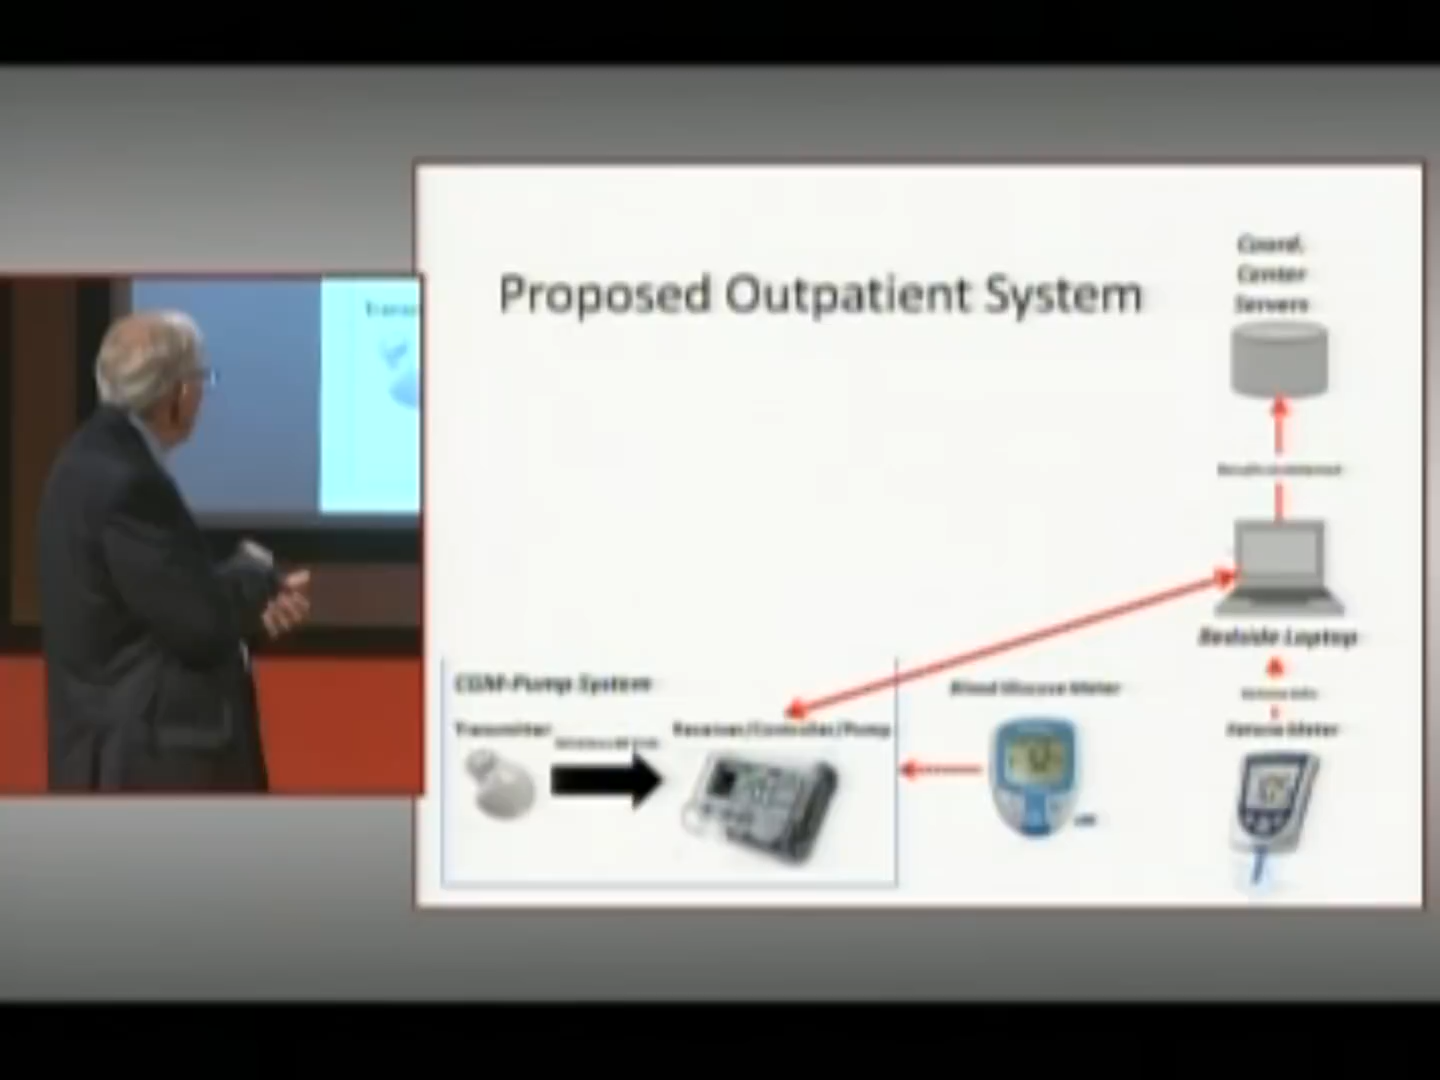 Coord.
Center
Servers
Proposed Outpatient System
Bedside Laptop
CGM-Pump System
Blood Glucose Meter
Transmitter
Receiver/Controller/Pump
Ketone Meter